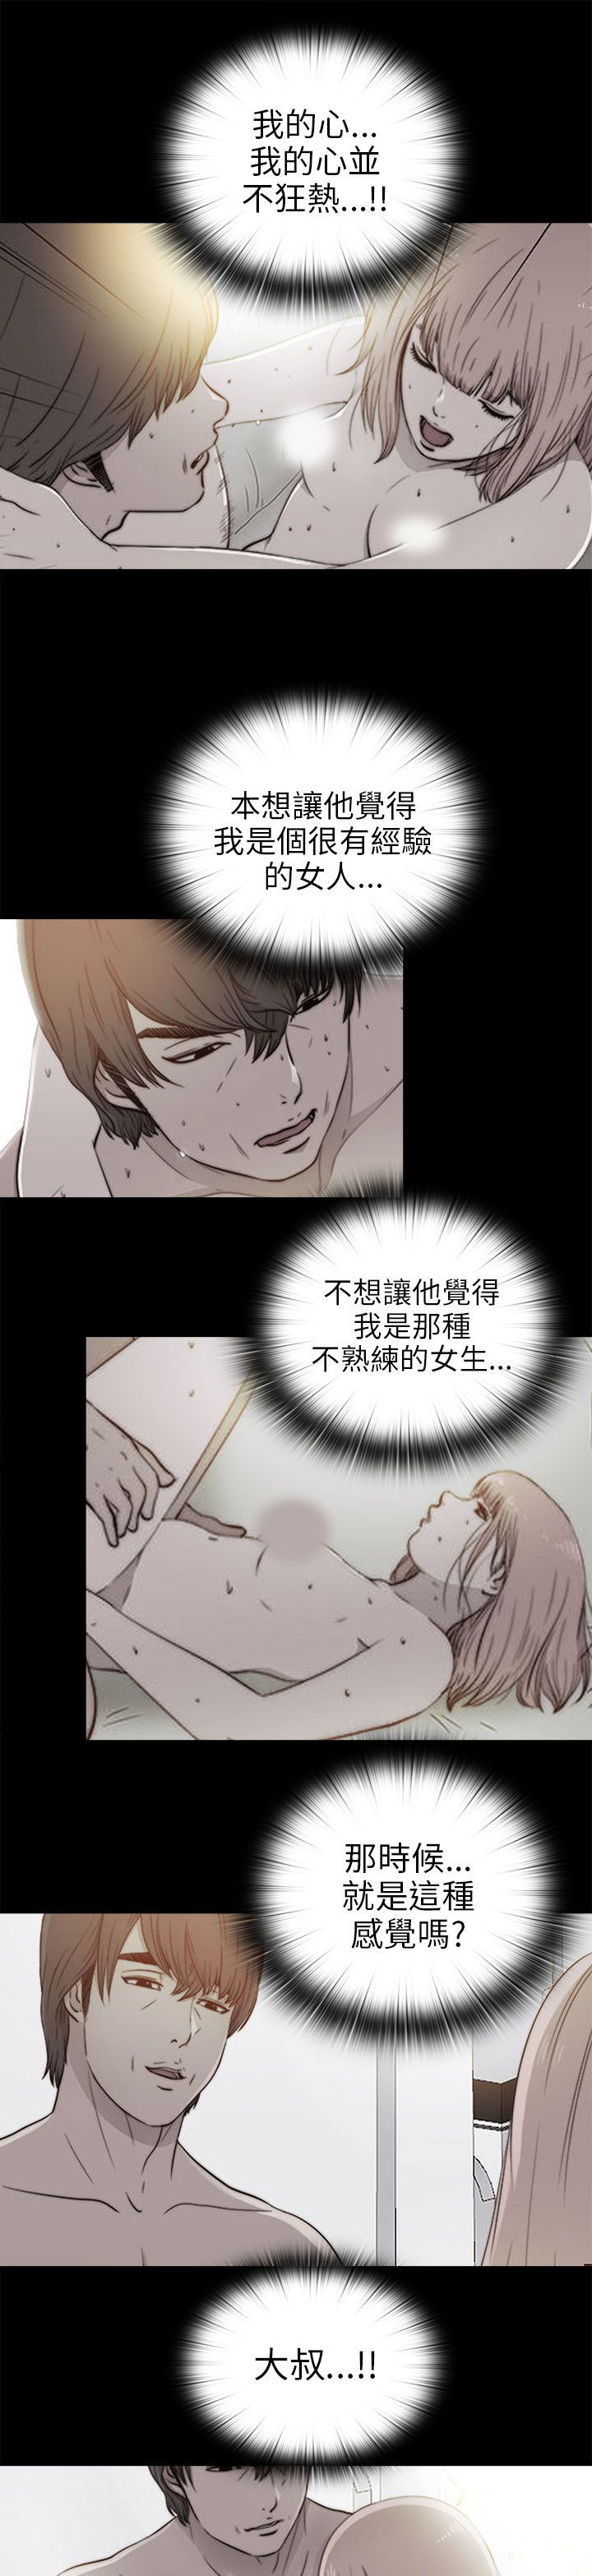 我的心...
我的心並
不狂熱...!!
本想讓他覺得
我是個很有經驗
的女人...
不想讓他覺得
我是那種
不熟練的女生...
那時候...
就是這種
感覺嗎?
大叔...!!